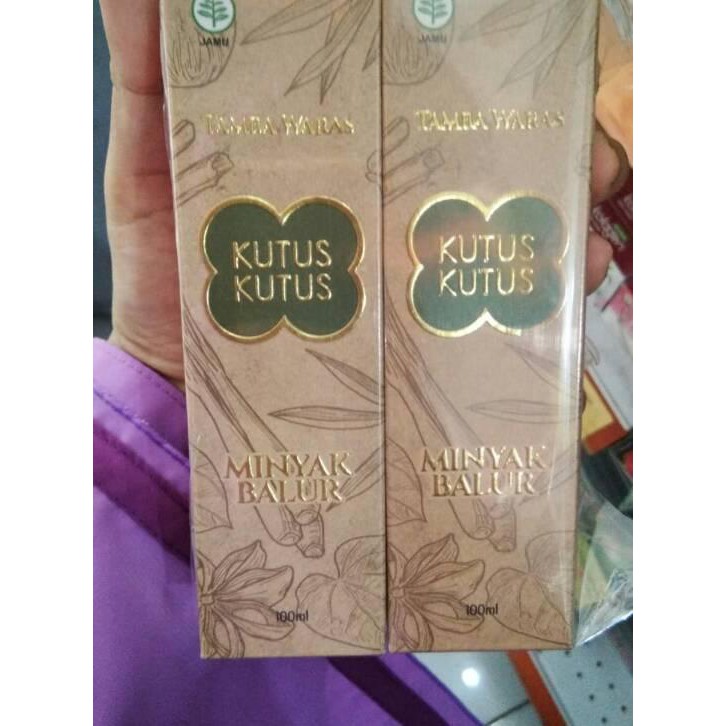 JAMU
TAMBA WARAS
KUTUS
KUTUS
MINYAK
BALUR
100ml
JAMU
TAMBA WARAS
KUTUS
KUTUS
MINYAK
BALUR
100ml